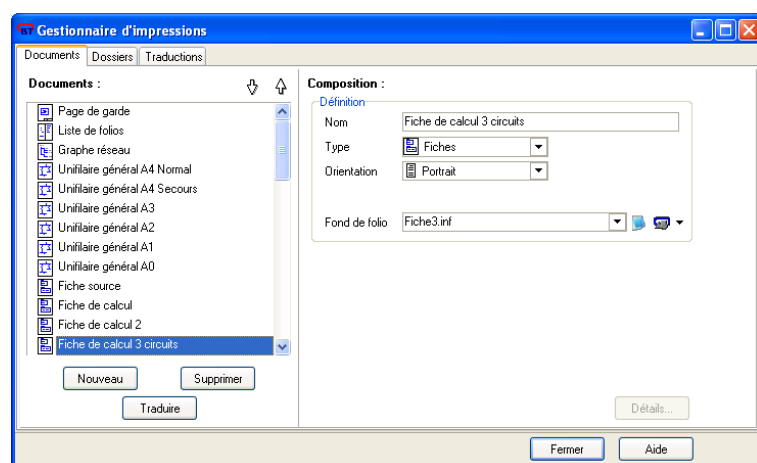 BT Gestionnaire d'impressions
Documents Dossiers Traductions
Documents :
Page de garde
Liste de folios
Graphe réseau
Unifilaire général A4 Normal
Unifilaire général A4 Secours
Unifilaire général A3
Unifilaire général A2
Unifilaire général A1
Unifilaire général A0
Fiche source
Fiche de calcul
Fiche de calcul 2
Fiche de calcul 3 circuits
Nouveau Supprimer
Traduire
Composition :
Définition
Nom Fiche de calcul 3 circuits
Type Fiches
Orientation Portrait
Fond de folio Fiche3.inf
Détails...
Fermer Aide